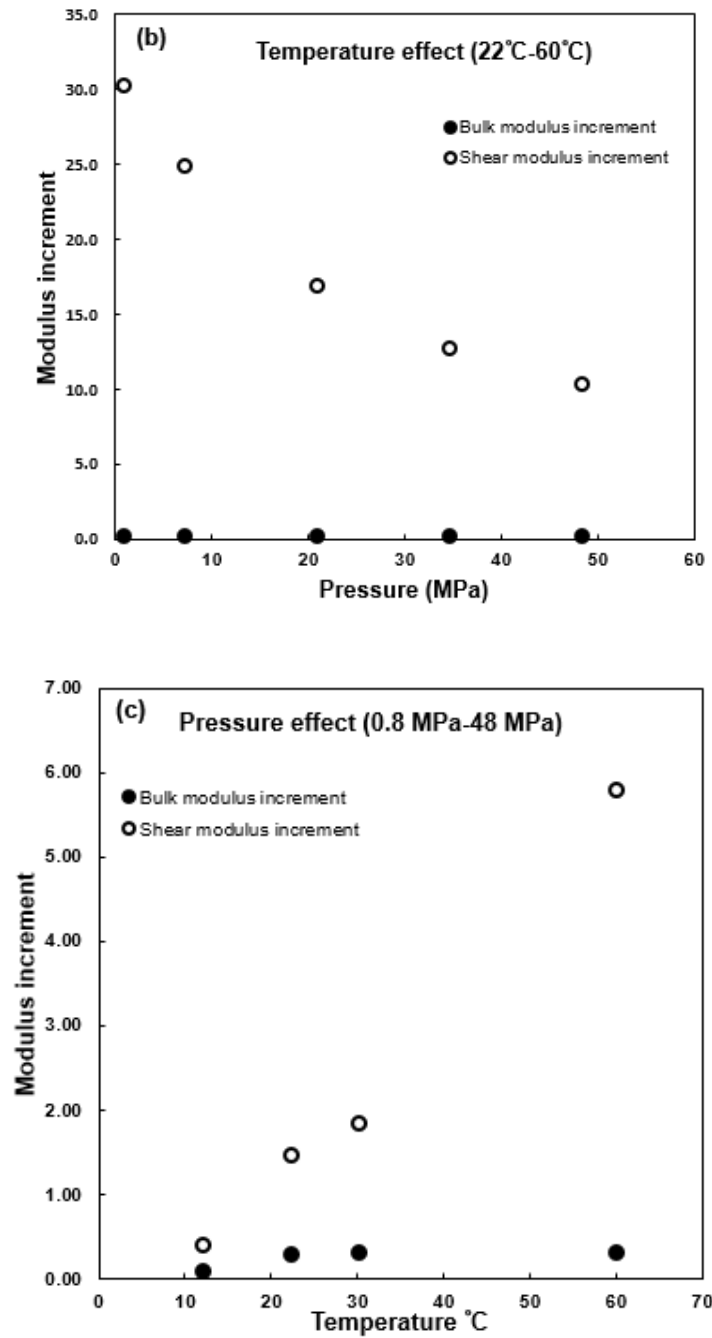 35.0
(b)
Temperature effect (22°C-60°C)
30.0
Bulk modulus increment
Shear modulus increment
25.0
20.0
15.0
10.0
5.0
0.0
Modulus increment
0 10 20 30 40 50 60
Pressure (MPa)
7.00
(c)
Pressure effect (0.8 MPa-48 MPa)
6.00
Bulk modulus increment
Shear modulus increment
5.00
4.00
3.00
2.00
1.00
0.00
Modulus increment
0 10 20 30 40 50 60 70
Temperature °C